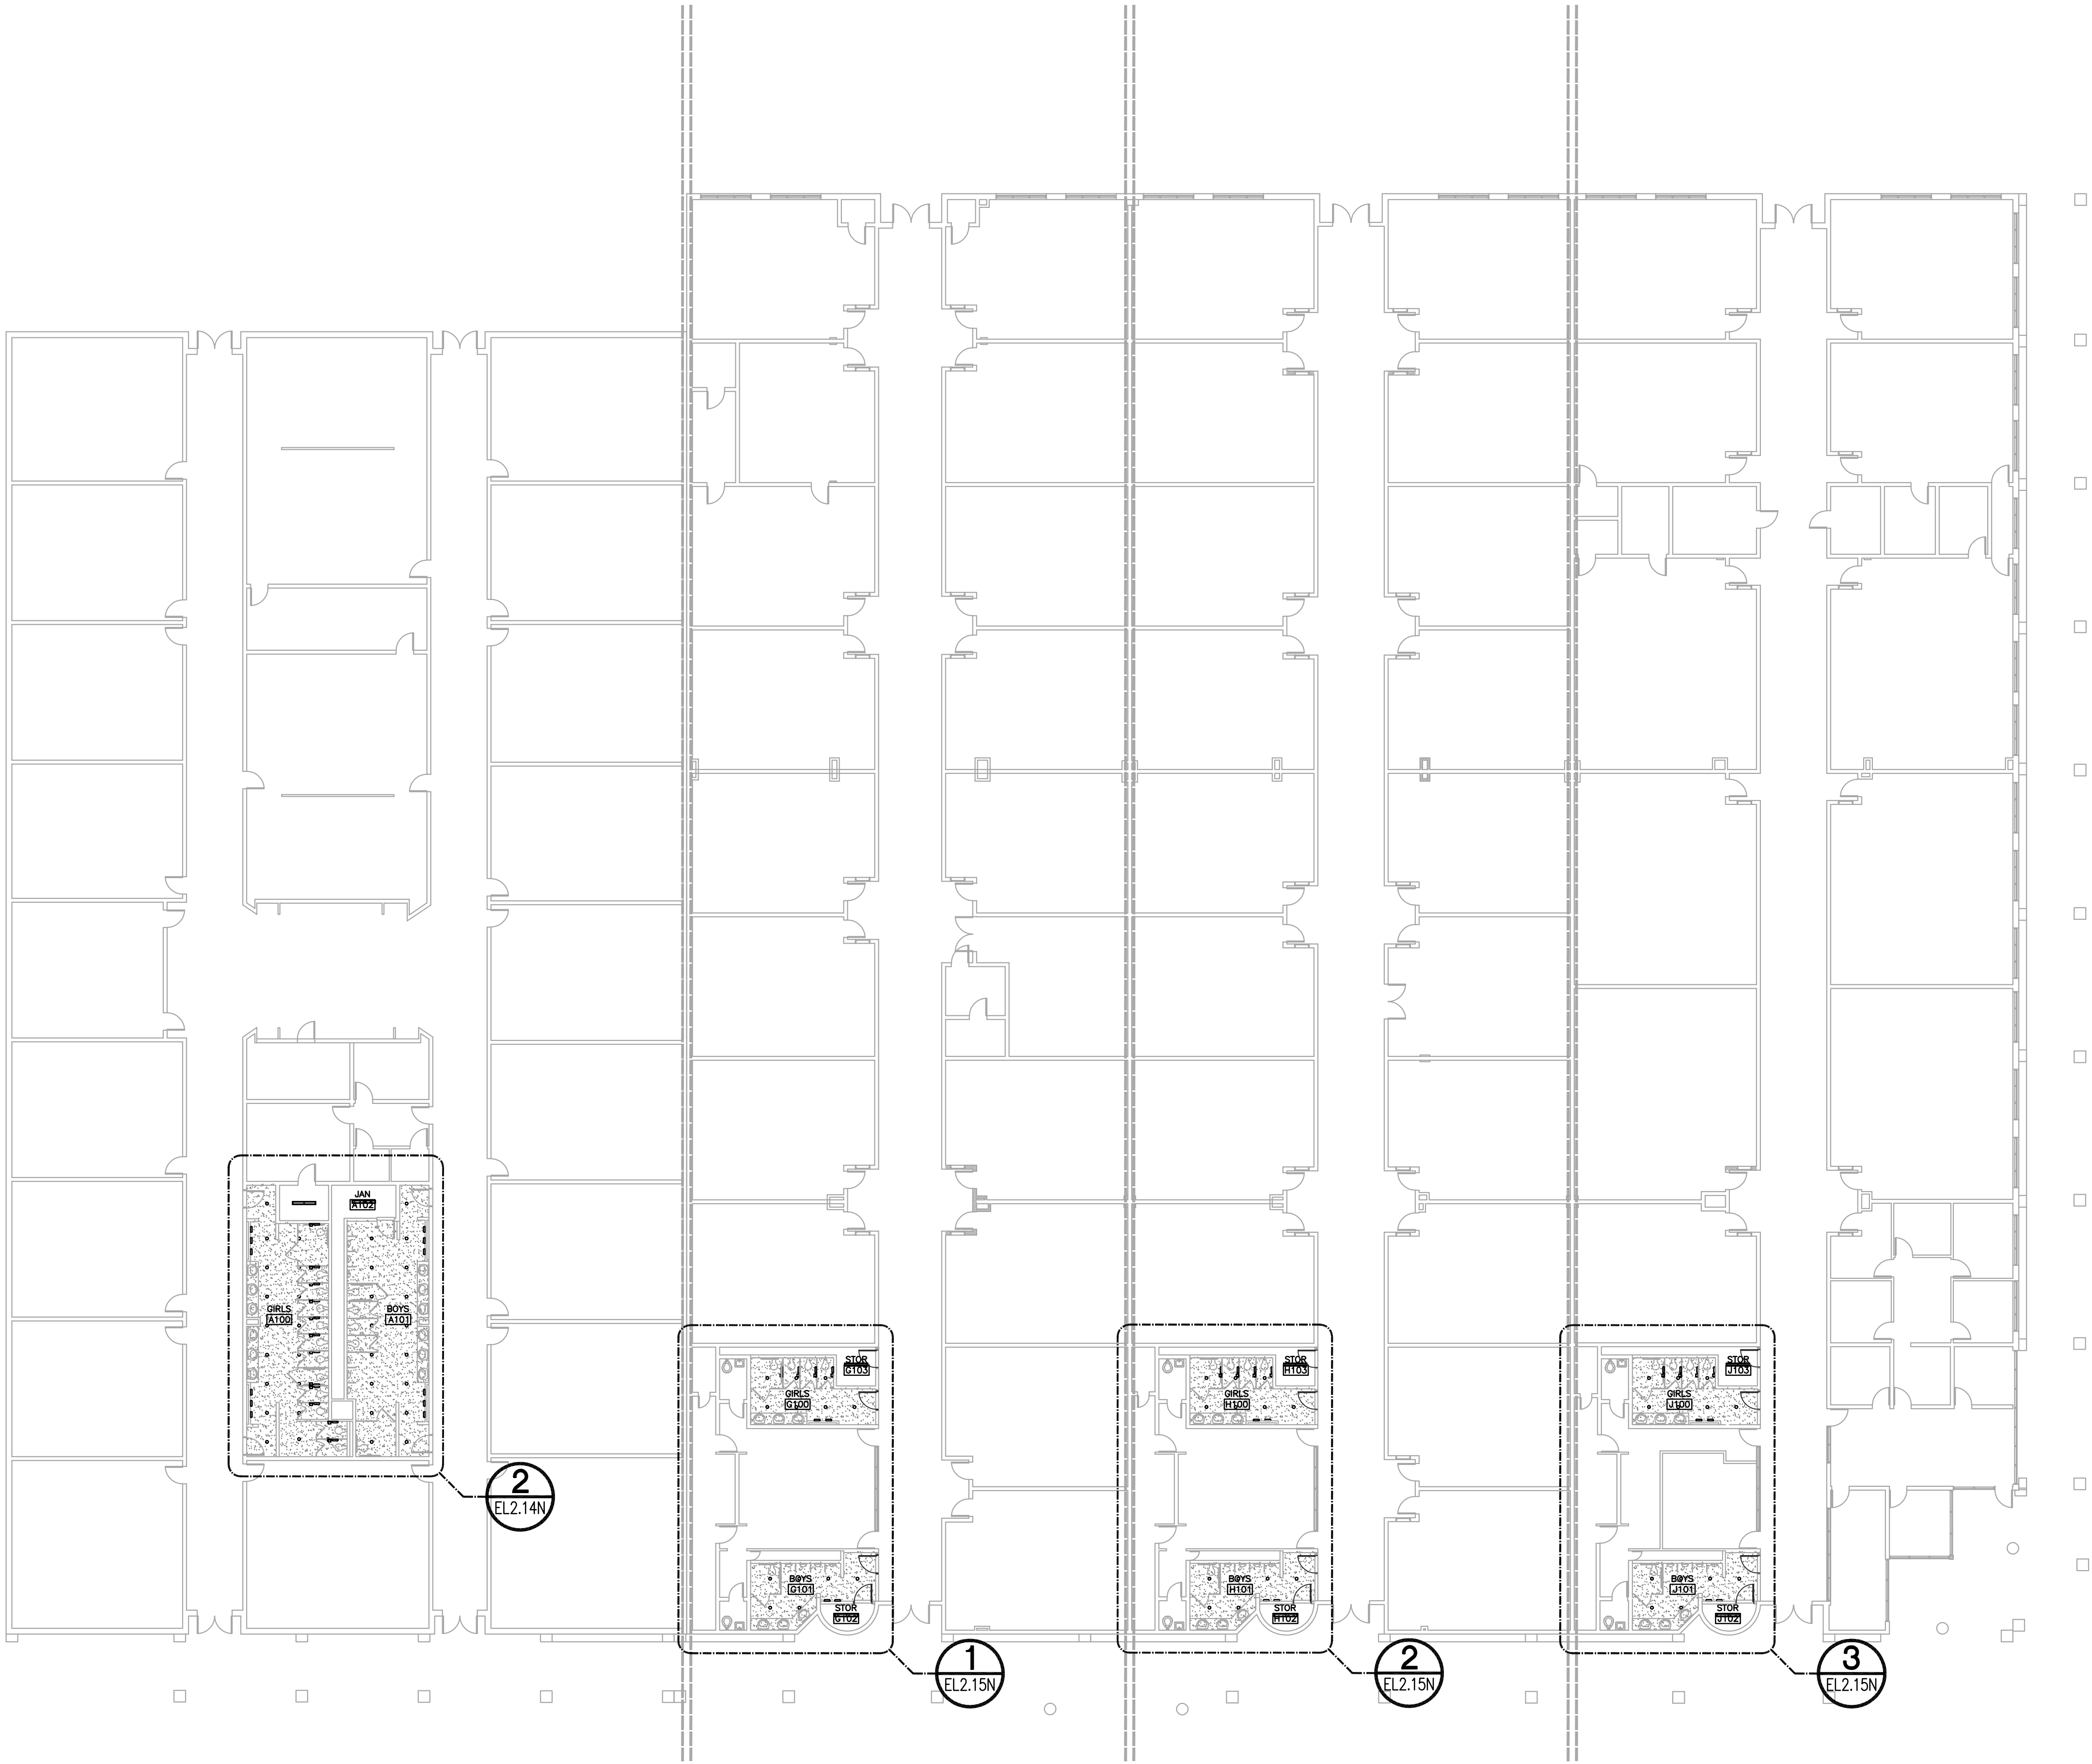 JAN
A102
GIRLS
A100
BOYS
A101
2
EL2.14N
STOR
G103
GIRLS
G100
BOYS
G101
STOR
G102
1
EL2.15N
STOR
H103
GIRLS
H100
BOYS
H101
STOR
H102
2
EL2.15N
STOR
J103
GIRLS
J100
BOYS
J101
STOR
J102
3
EL2.15N